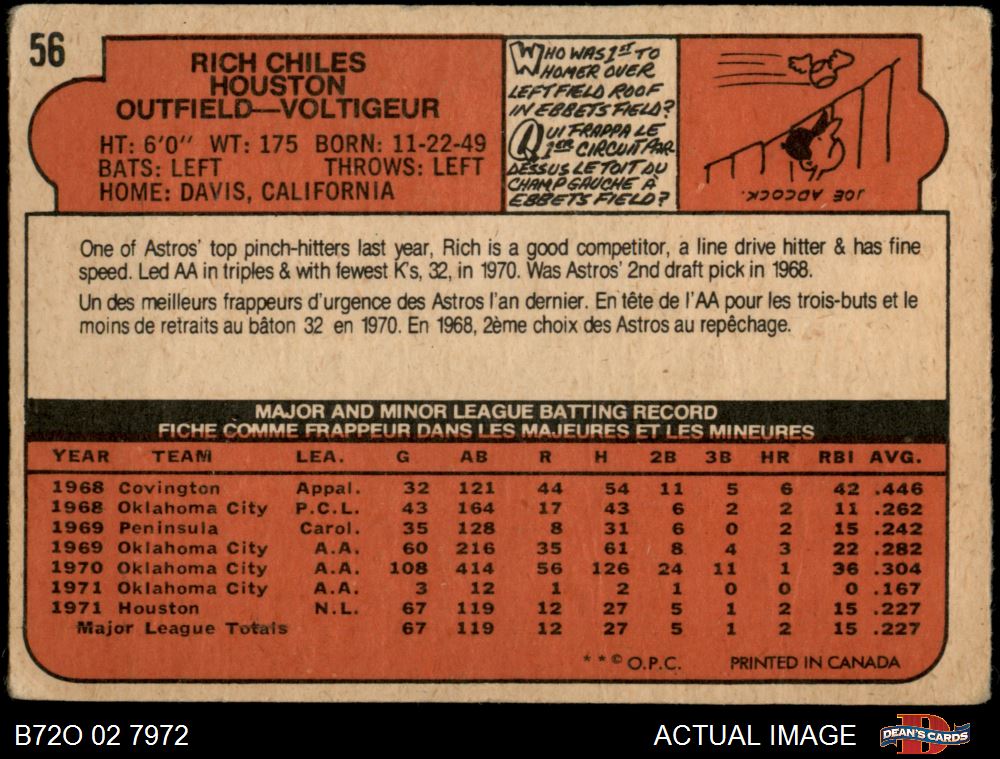 56
RICH CHILES
HOUSTON
OUTFIELD—VOLTIGEUR
HT: 6'0" WT: 175 BORN: 11-22-49
BATS: LEFT THROWS: LEFT
HOME: DAVIS, CALIFORNIA
WHO WAS 1ST TO
HOMER OVER
LEFT FIELD ROOF
IN EBBETS FIELD?
QUI FRAPPA LE
1ER CIRCUIT PAR-
DESSUS LE TOIT DU
CHAMP GAUCHE À
EBBETS FIELD?
JOE ADCOCK.
One of Astros' top pinch-hitters last year, Rich is a good competitor, a line drive hitter & has fine
speed. Led AA in triples & with fewest K's, 32, in 1970. Was Astros' 2nd draft pick in 1968.
Un des meilleurs frappeurs d'urgence des Astros l'an dernier. En tête de l'AA pour les trois-buts et le
moins de retraits au bâton 32 en 1970. En 1968, 2ème choix des Astros au repêchage.
MAJOR AND MINOR LEAGUE BATTING RECORD
FICHE COMME FRAPPEUR DANS LES MAJEURES ET LES MINEURES
YEAR TEAM LEA. G AB R H 2B 3B HR RBI AVG.
1968 Covington Appal. 32 121 44 54 11 5 6 42 .446
1968 Oklahoma City P.C.L. 43 164 17 43 6 2 2 11 .262
1969 Peninsula Carol. 35 128 8 31 6 0 2 15 .242
1969 Oklahoma City A.A. 60 216 35 61 8 4 3 22 .282
1970 Oklahoma City A.A. 108 414 56 126 24 11 1 36 .304
1971 Oklahoma City A.A. 3 12 1 2 1 0 0 0 .167
1971 Houston N.L. 67 119 12 27 5 1 2 15 .227
Major League Totals 67 119 12 27 5 1 2 15 .227
* * © O.P.C. PRINTED IN CANADA
B72O 02 7972 ACTUAL IMAGE DEAN'S CARDS